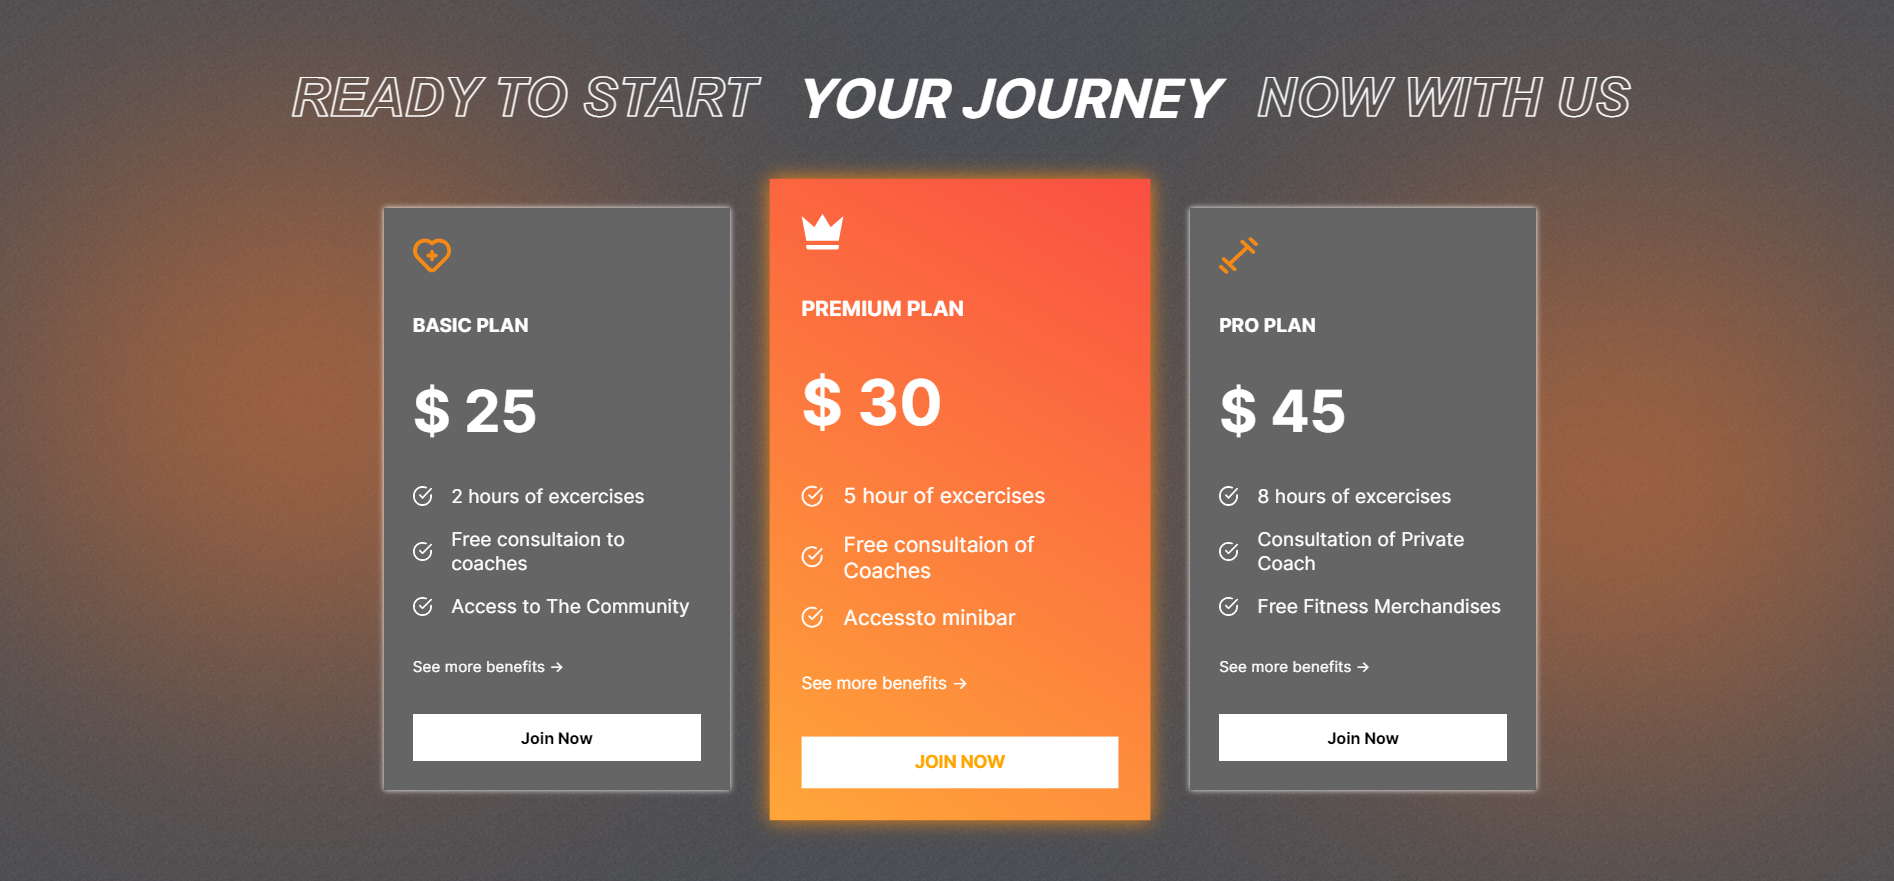 READY TO START YOUR JOURNEY NOW WITH US
BASIC PLAN
$ 25
2 hours of excercises
Free consultaion to
coaches
Access to The Community
See more benefits →
Join Now
PREMIUM PLAN
$ 30
5 hour of excercises
Free consultaion of
Coaches
Accessto minibar
See more benefits →
JOIN NOW
PRO PLAN
$ 45
8 hours of excercises
Consultation of Private
Coach
Free Fitness Merchandises
See more benefits →
Join Now